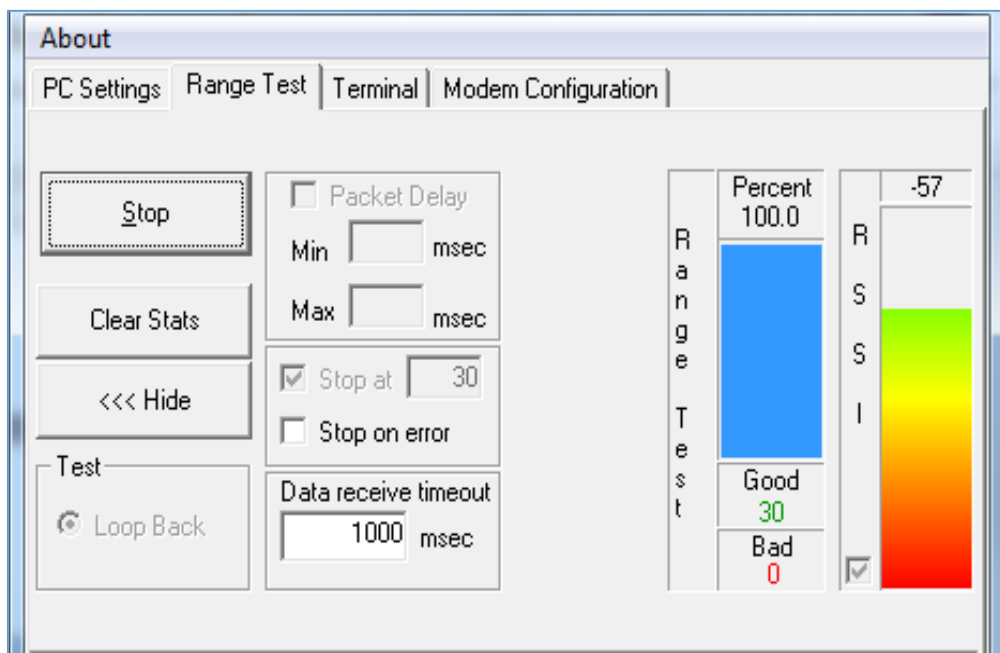 About
PC Settings
Range Test
Terminal
Modem Configuration
Stop
Clear Stats
<<< Hide
Test
Loop Back
Packet Delay
Min
msec
Max
msec
Stop at
30
Stop on error
Data receive timeout
1000 msec
Range Test
Percent
100.0
Good
30
Bad
0
RSSI
-57